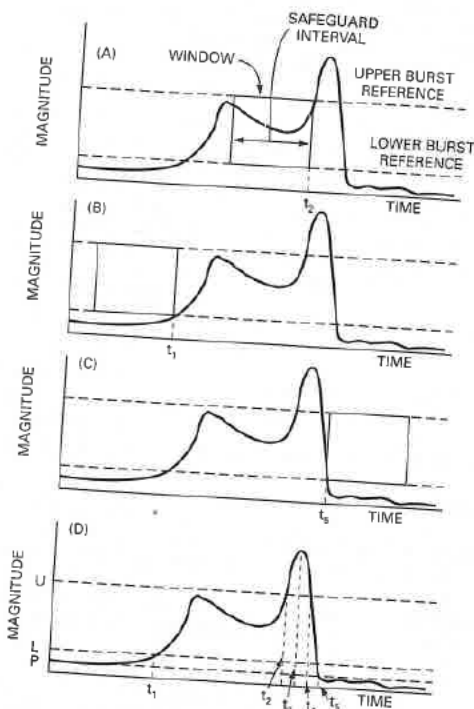 (A)
SAFEGUARD
INTERVAL
WINDOW
UPPER BURST
REFERENCE
LOWER BURST
REFERENCE
MAGNITUDE
t2
TIME
(B)
MAGNITUDE
t1
TIME
(C)
MAGNITUDE
ts
TIME
(D)
MAGNITUDE
U
L
P
t1
t2
t5
TIME